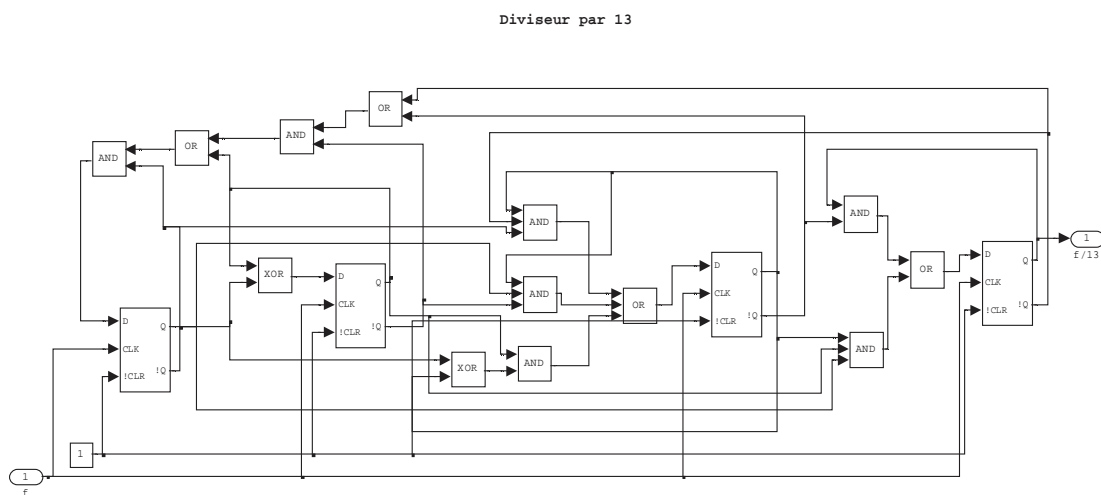 Diviseur par 13
OR
AND
OR
AND
AND
AND
XOR
D
Q
CLK
!Q
!CLR
AND
OR
D
Q
CLK
!Q
!CLR
OR
D
Q
CLK
!Q
!CLR
1
f/13
D
Q
CLK
!Q
!CLR
XOR
AND
AND
1
1
f